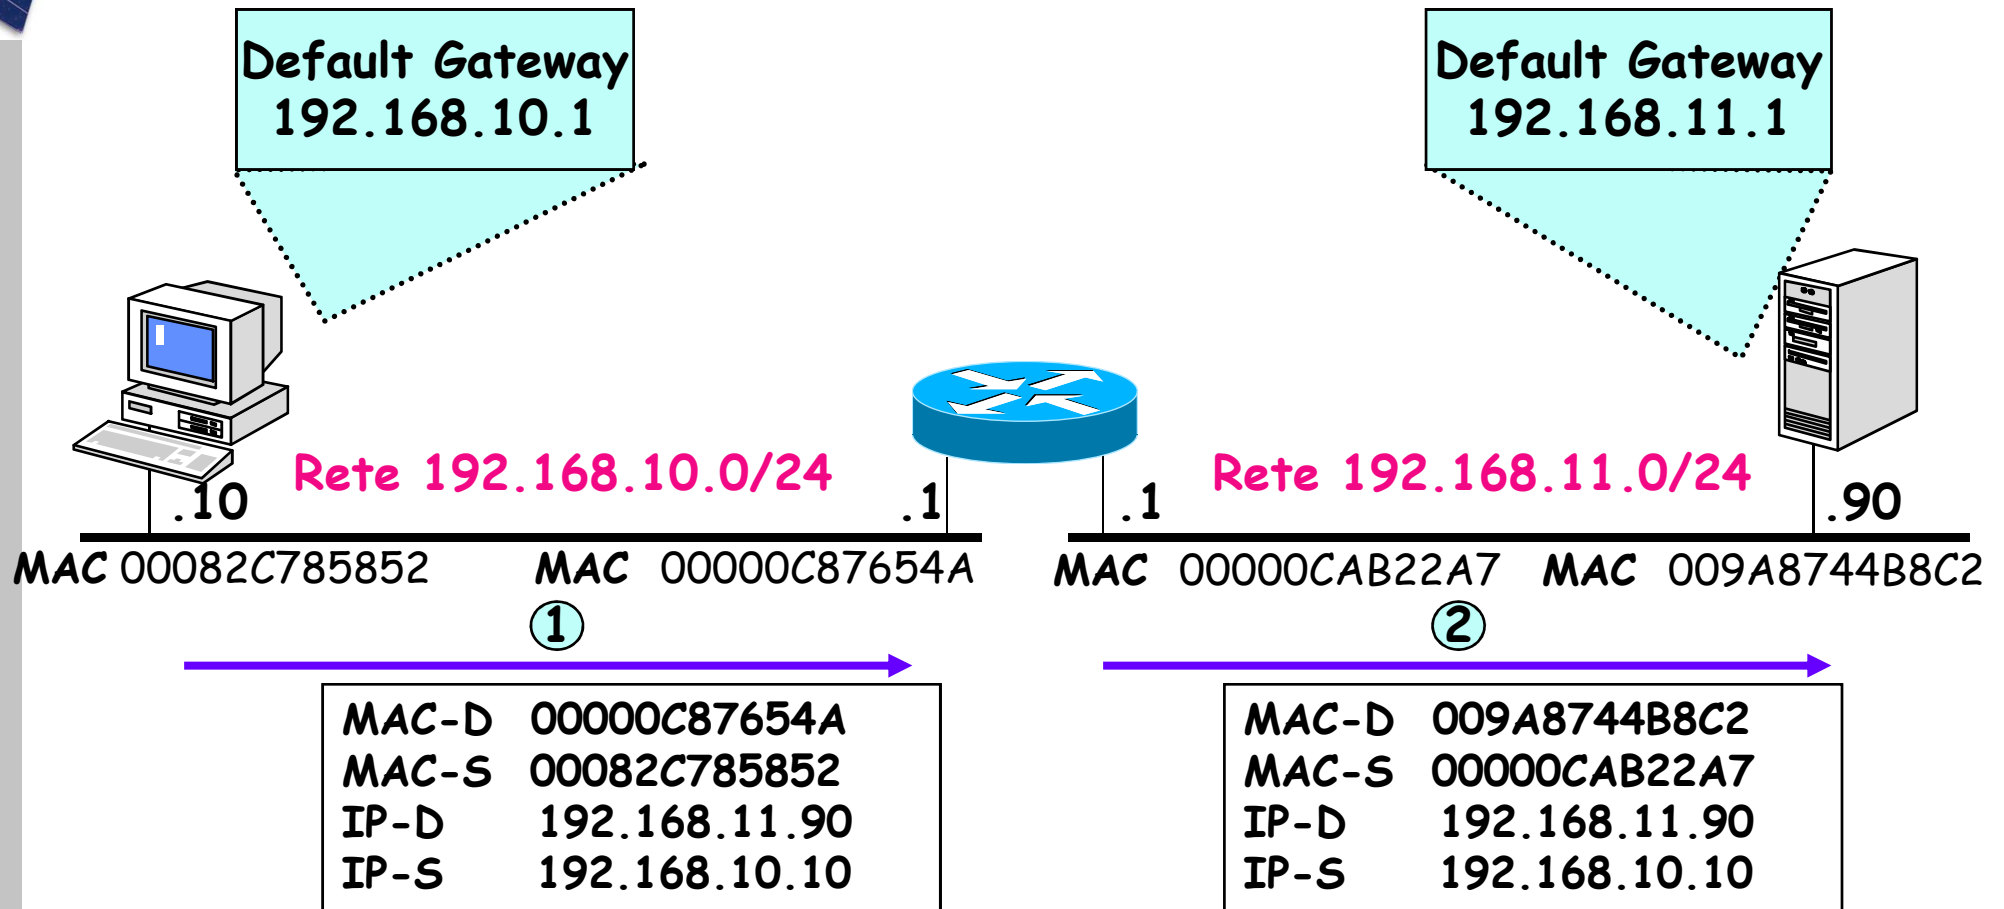 Default Gateway
192.168.10.1
Default Gateway
192.168.11.1
Rete 192.168.10.0/24
Rete 192.168.11.0/24
.10
.1
.1
.90
MAC 00082C785852
MAC 00000C87654A
MAC 00000CAB22A7
MAC 009A8744B8C2
1
2
MAC-D 00000C87654A
MAC-S 00082C785852
IP-D 192.168.11.90
IP-S 192.168.10.10
MAC-D 009A8744B8C2
MAC-S 00000CAB22A7
IP-D 192.168.11.90
IP-S 192.168.10.10